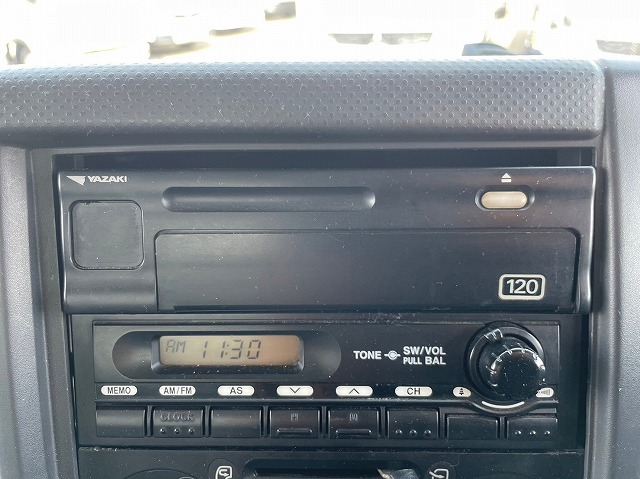 YAZAKI
120
AM 11:30
TONE SW/VOL
PULL BAL
MEMO AM/FM AS CH
CLOCK